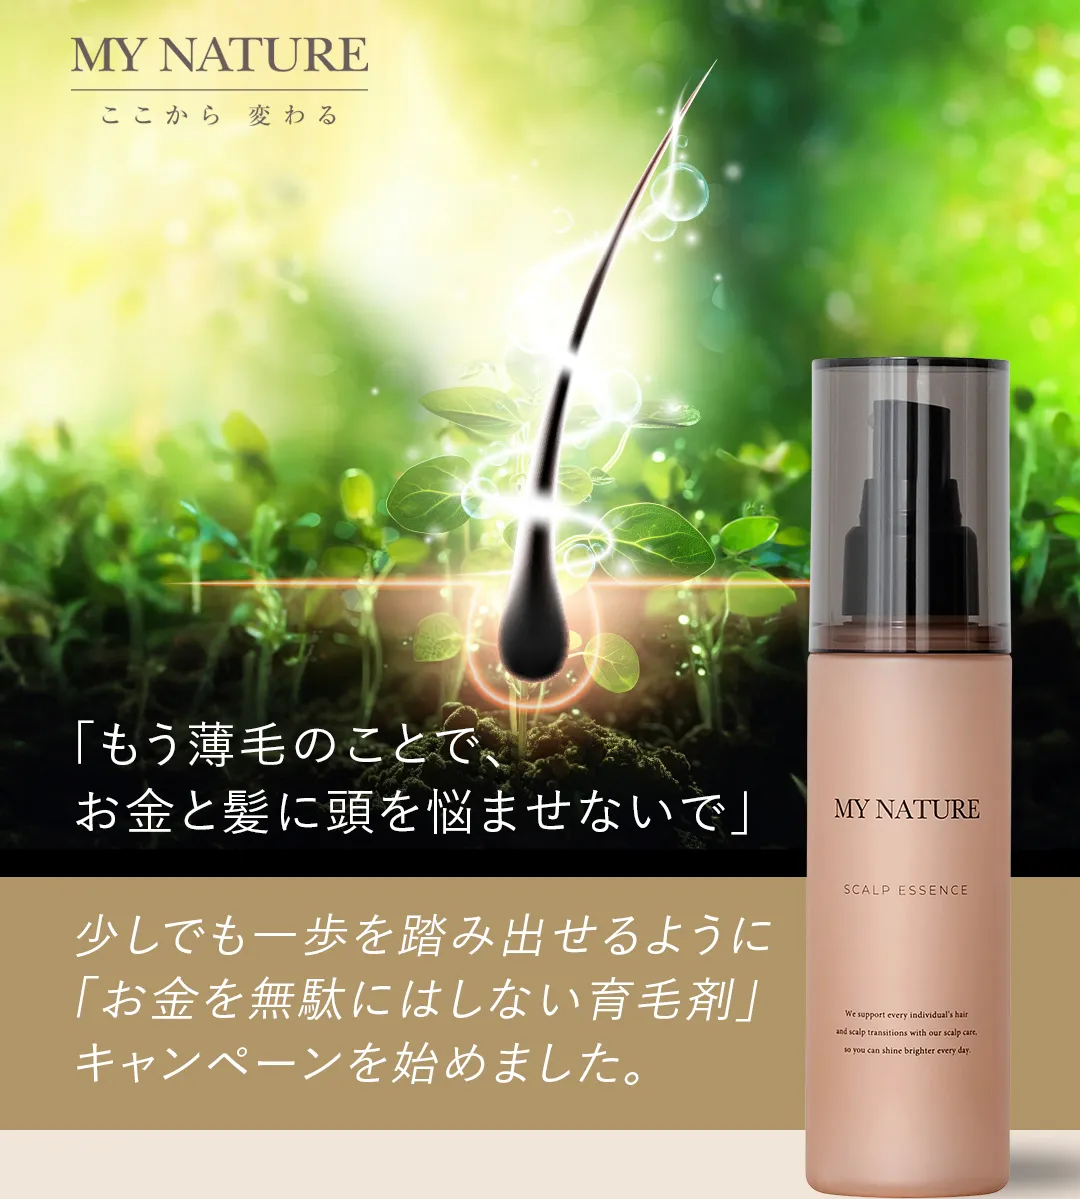 MY NATURE
ここから 変わる
「もう薄毛のことで、
お金と髪に頭を悩ませないで」
少しでも一歩を踏み出せるように
「お金を無駄にはしない育毛剤」
キャンペーンを始めました。
MY NATURE
SCALP ESSENCE
We support every individual's hair
and scalp transitions with our scalp care,
so you can shine brighter every day.